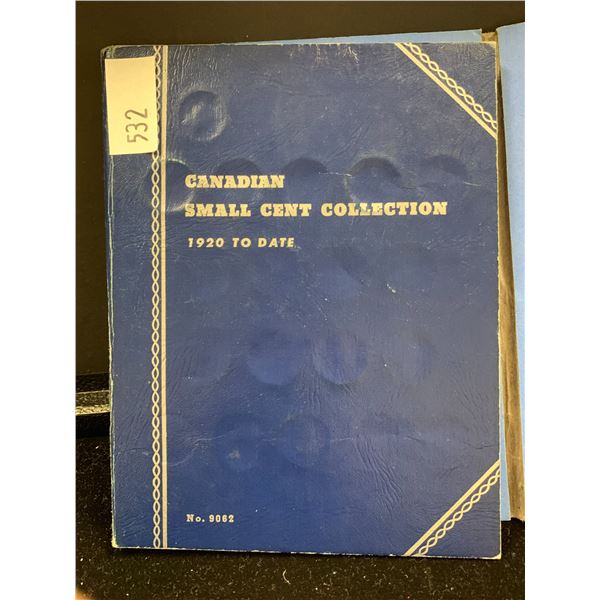 532
CANADIAN
SMALL CENT COLLECTION
1920 TO DATE
No. 9062